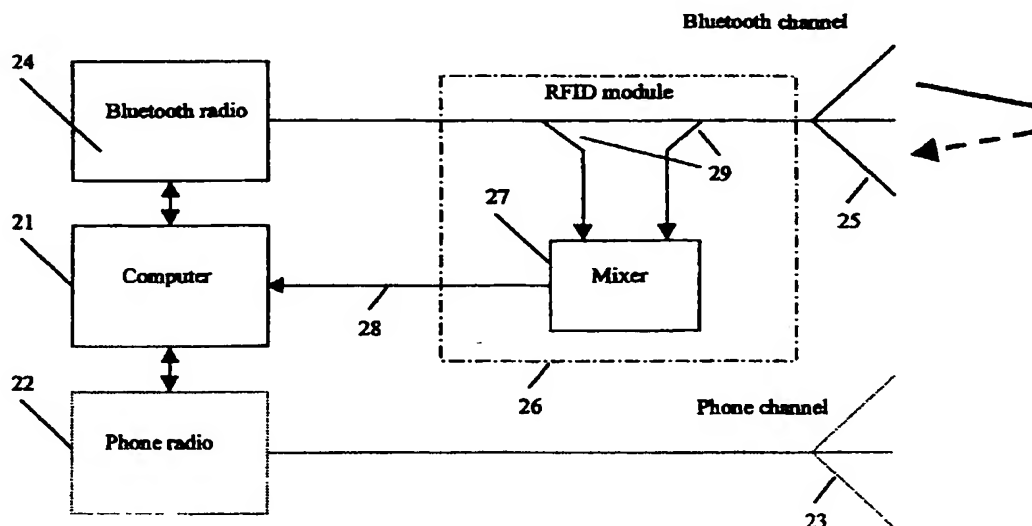 Bluetooth channel
24
Bluetooth radio
RFID module
29
25
21
27
Computer
Mixer
28
22
26
Phone channel
Phone radio
23